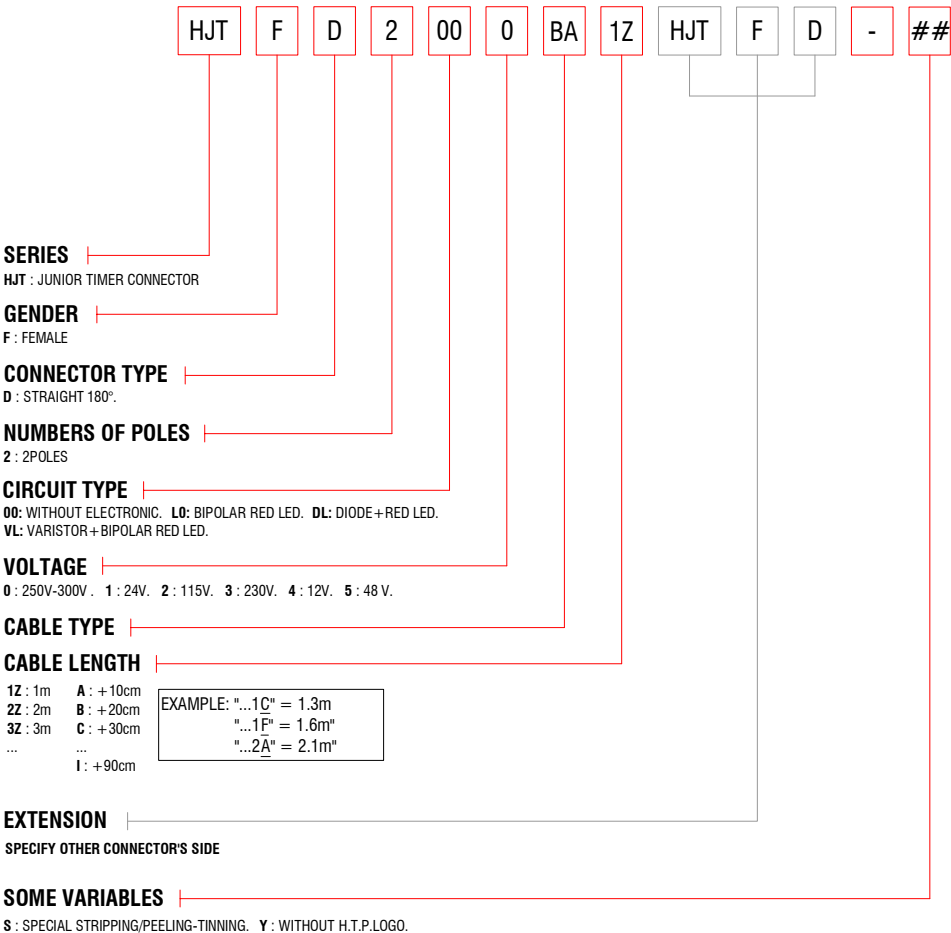 HJT F D 2 00 0 BA 1Z HJT F D - ##
SERIES
HJT : JUNIOR TIMER CONNECTOR
GENDER
F : FEMALE
CONNECTOR TYPE
D : STRAIGHT 180°.
NUMBERS OF POLES
2 : 2POLES
CIRCUIT TYPE
00: WITHOUT ELECTRONIC. L0: BIPOLAR RED LED. DL: DIODE+RED LED.
VL: VARISTOR+BIPOLAR RED LED.
VOLTAGE
0 : 250V-300V . 1 : 24V. 2 : 115V. 3 : 230V. 4 : 12V. 5 : 48 V.
CABLE TYPE
CABLE LENGTH
1Z : 1m A : +10cm
2Z : 2m B : +20cm
3Z : 3m C : +30cm
... ...
I : +90cm
EXAMPLE: "...1C" = 1.3m
"...1F" = 1.6m"
"...2A" = 2.1m"
EXTENSION
SPECIFY OTHER CONNECTOR'S SIDE
SOME VARIABLES
S : SPECIAL STRIPPING/PEELING-TINNING. Y : WITHOUT H.T.P.LOGO.